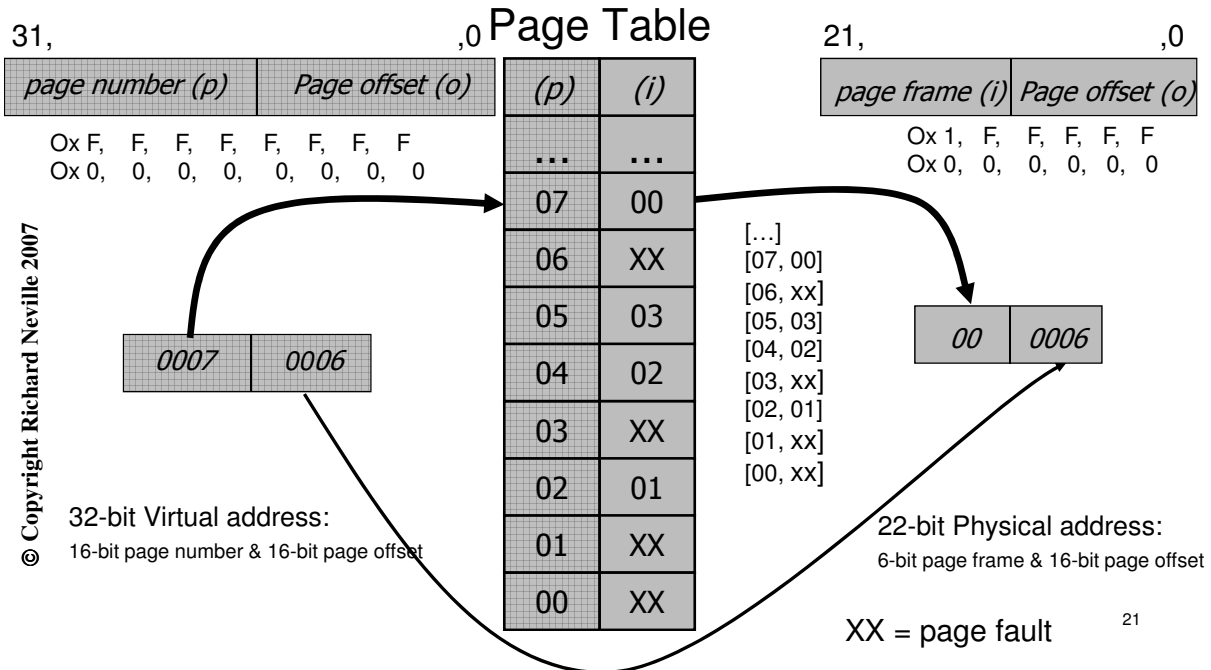 Page Table
31, ,0
page number (p) Page offset (o)
Ox F, F, F, F, F, F, F, F
Ox 0, 0, 0, 0, 0, 0, 0, 0
© Copyright Richard Neville 2007
0007 0006
32-bit Virtual address:
16-bit page number & 16-bit page offset
(p) (i)
... ...
07 00
06 XX
05 03
04 02
03 XX
02 01
01 XX
00 XX
[...]
[07, 00]
[06, xx]
[05, 03]
[04, 02]
[03, xx]
[02, 01]
[01, xx]
[00, xx]
21, ,0
page frame (i) Page offset (o)
Ox 1, F, F, F, F, F
Ox 0, 0, 0, 0, 0, 0
00 0006
22-bit Physical address:
6-bit page frame & 16-bit page offset
XX = page fault
21